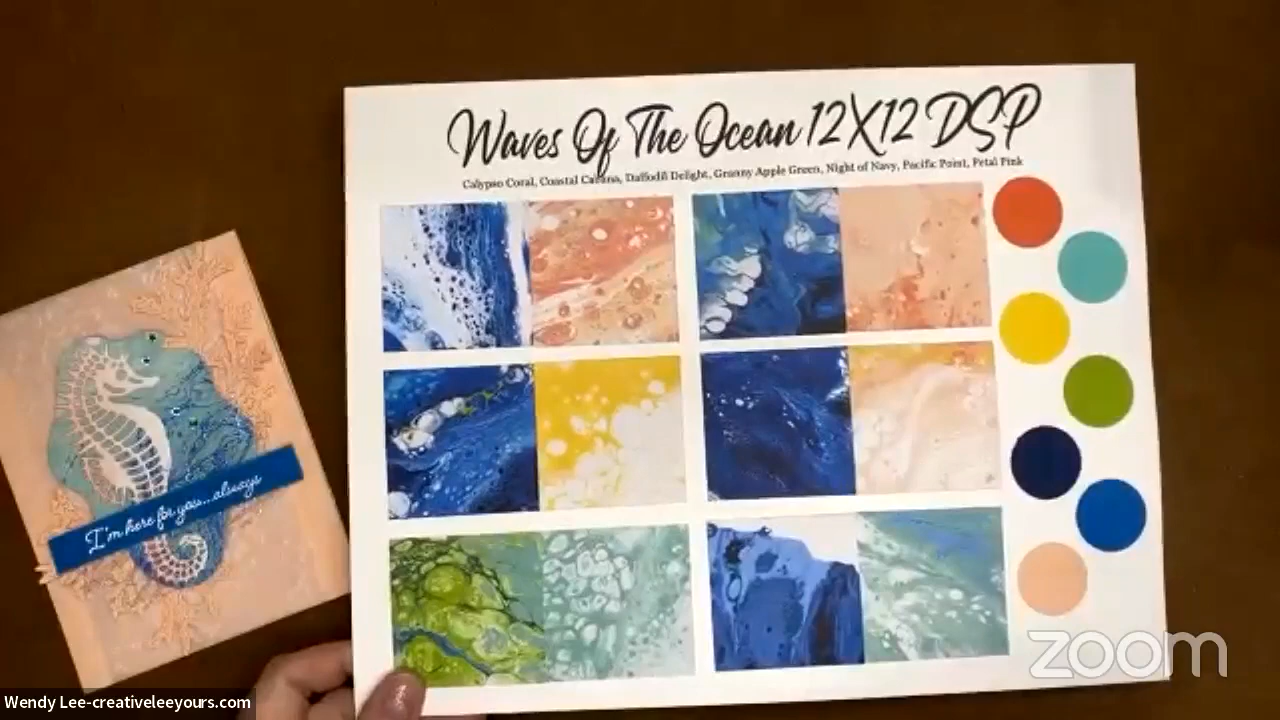 Waves Of The Ocean 12X12 DSP
Calypso Coral, Coastal Cabana, Daffodil Delight, Granny Apple Green, Night of Navy, Pacific Point, Petal Pink
I'm here for you...always
zoom
Wendy Lee-creativeleeyours.com